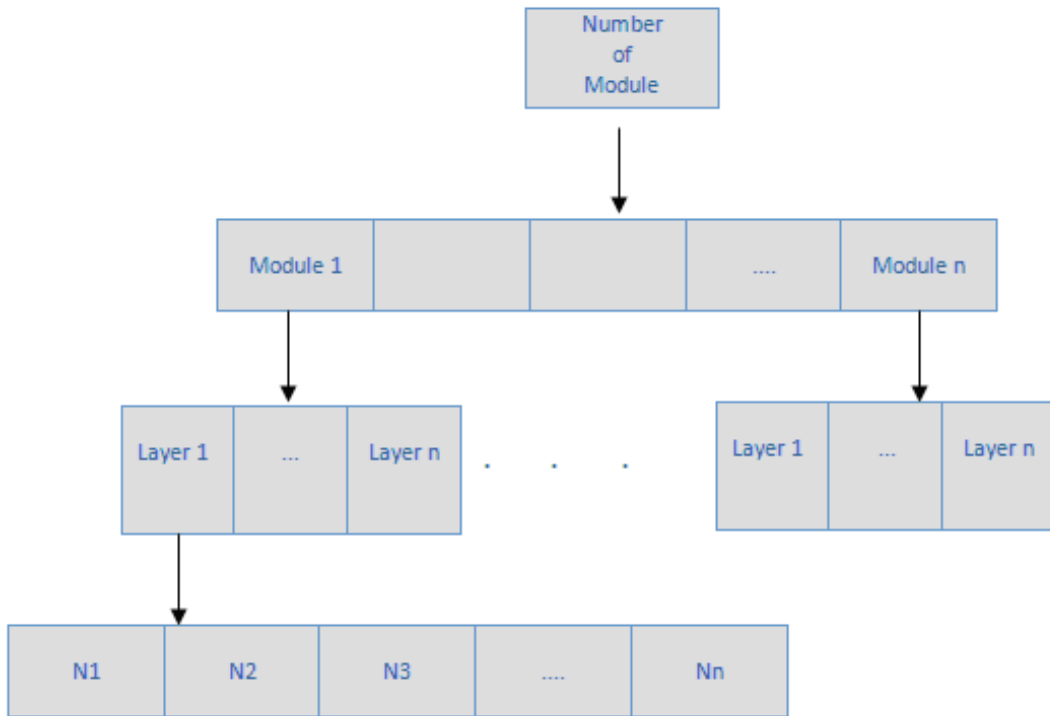 Number
of
Module
Module 1 .... Module n
Layer 1 ... Layer n . . . Layer 1 ... Layer n
N1 N2 N3 .... Nn